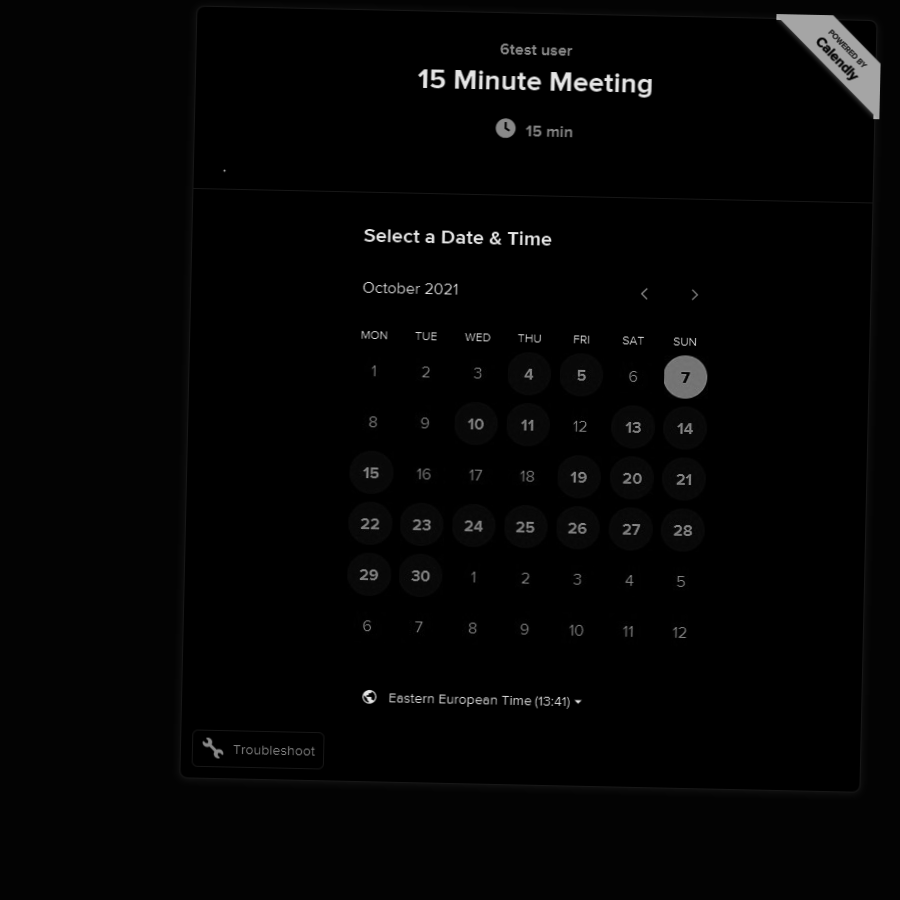 POWERED BY
Calendly
6test user
15 Minute Meeting
15 min
Select a Date & Time
October 2021
MON TUE WED THU FRI SAT SUN
1 2 3 4 5 6 7
8 9 10 11 12 13 14
15 16 17 18 19 20 21
22 23 24 25 26 27 28
29 30 1 2 3 4 5
6 7 8 9 10 11 12
Eastern European Time (13:41)
Troubleshoot